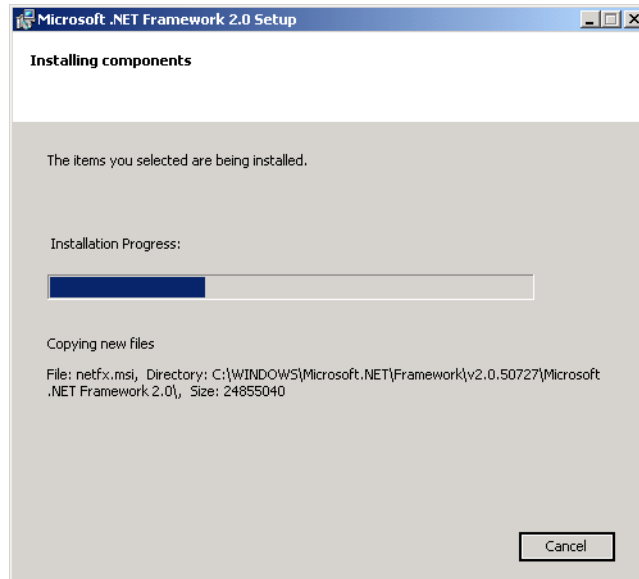 Microsoft .NET Framework 2.0 Setup
Installing components
The items you selected are being installed.
Installation Progress:
Copying new files
File: netfx.msi, Directory: C:\WINDOWS\Microsoft.NET\Framework\v2.0.50727\Microsoft
.NET Framework 2.0\, Size: 24855040
Cancel